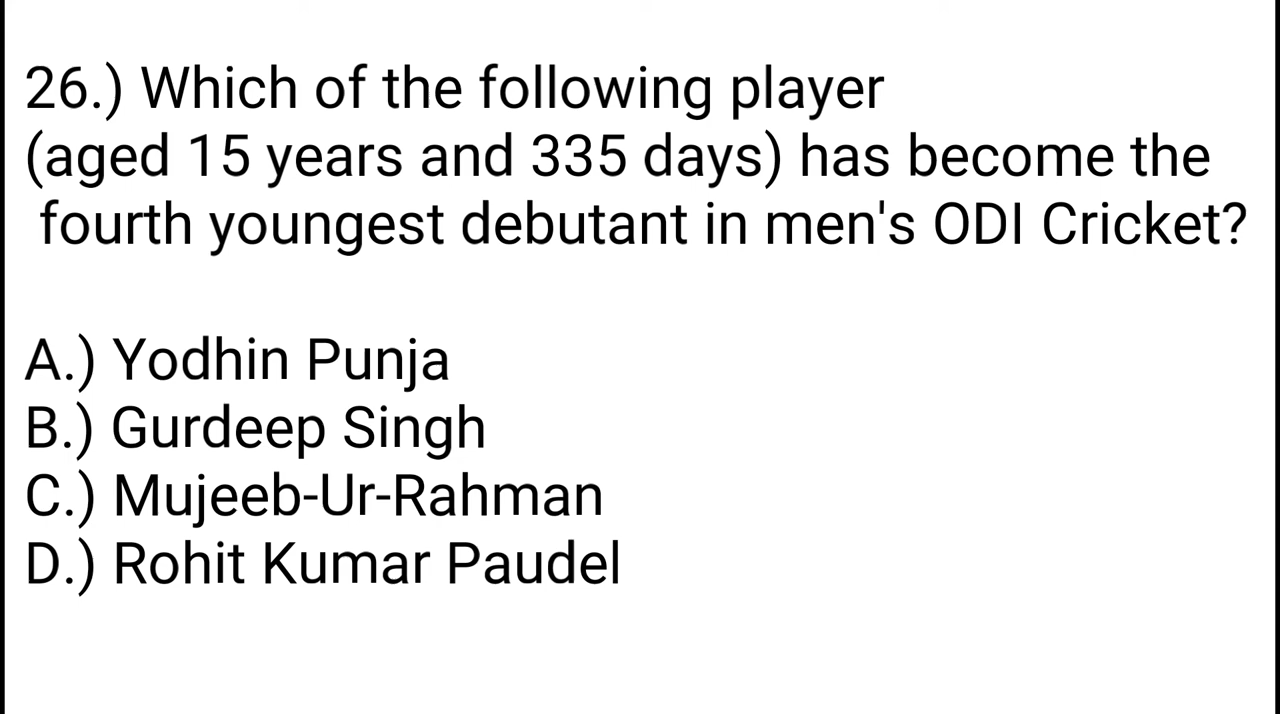 26.) Which of the following player
(aged 15 years and 335 days) has become the
fourth youngest debutant in men's ODI Cricket?
A.) Yodhin Punja
B.) Gurdeep Singh
C.) Mujeeb-Ur-Rahman
D.) Rohit Kumar Paudel